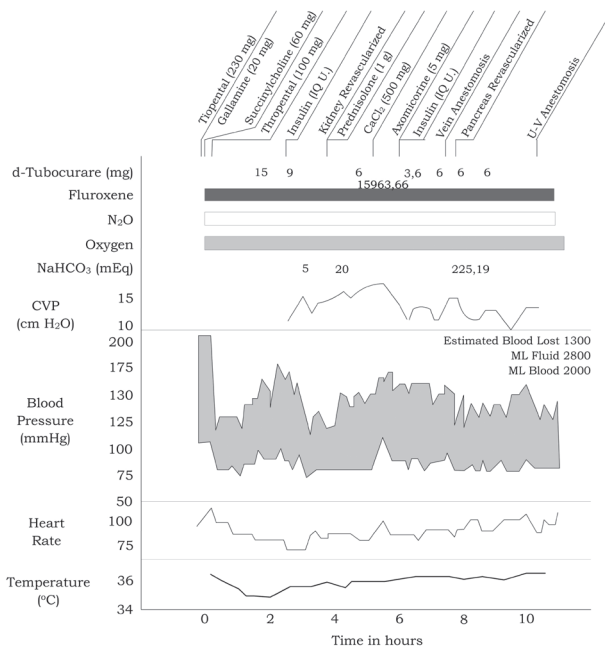 Tiopental (230 mg)
Gallamine (20 mg)
Succinylcholine (60 mg)
Thropental (100 mg)
Insulin (IQ U.)
Kidney Revascularized
Prednisolone (1 g)
CaCl₂ (500 mg)
Axomicorine (5 mg)
Insulin (IQ U.)
Vein Anestomosis
Pancreas Revascularized
U-V Anestomosis
d-Tubocurare (mg) 15 9 6 3,6 6 6 6
15963,66
Fluroxene
N₂O
Oxygen
NaHCO₃ (mEq) 5 20 225,19
CVP
(cm H₂O)
15
10
Estimated Blood Lost 1300
ML Fluid 2800
ML Blood 2000
Blood
Pressure
(mmHg)
200
175
150
125
100
75
50
Heart
Rate
100
75
Temperature
(°C)
36
34
0 2 4 6 8 10
Time in hours